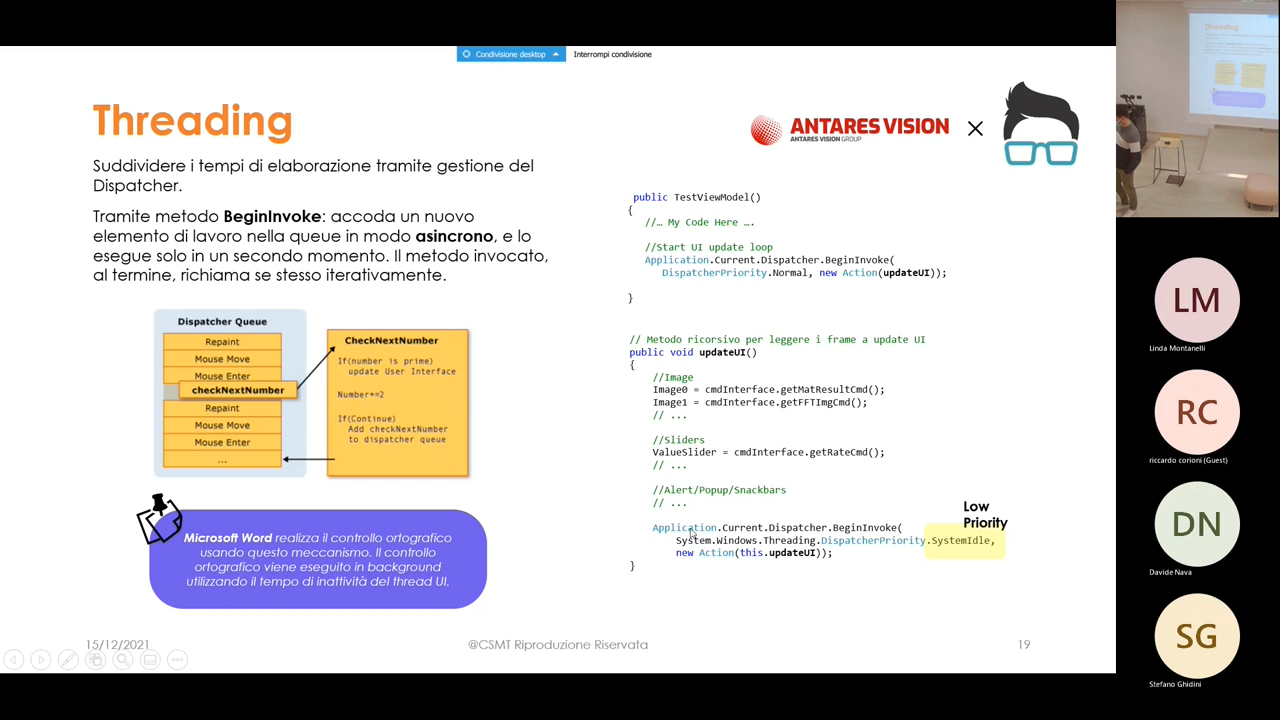 Condivisione desktop
Interrompi condivisione
Threading
ANTARES VISION
ANTARES VISION GROUP
Suddividere i tempi di elaborazione tramite gestione del
Dispatcher.
Tramite metodo BeginInvoke: accoda un nuovo
elemento di lavoro nella queue in modo asincrono, e lo
esegue solo in un secondo momento. Il metodo invocato,
al termine, richiama se stesso iterativamente.
Dispatcher Queue
Repaint
Mouse Move
Mouse Enter
checkNextNumber
Repaint
Mouse Move
Mouse Enter
...
CheckNextNumber
If(number is prime)
update User Interface
Number+=2
If(Continue)
Add checkNextNumber
to dispatcher queue
Microsoft Word realizza il controllo ortografico
usando questo meccanismo. Il controllo
ortografico viene eseguito in background
utilizzando il tempo di inattività del thread UI.
public TestViewModel()
{
//… My Code Here ….
//Start UI update loop
Application.Current.Dispatcher.BeginInvoke(
DispatcherPriority.Normal, new Action(updateUI));
}
// Metodo ricorsivo per leggere i frame a update UI
public void updateUI()
{
//Image
Image0 = cmdInterface.getMatResultCmd();
Image1 = cmdInterface.getFFTImgCmd();
// ...
//Sliders
ValueSlider = cmdInterface.getRateCmd();
// ...
//Alert/Popup/Snackbars
// ...
Low
Priority
Application.Current.Dispatcher.BeginInvoke(
System.Windows.Threading.DispatcherPriority.SystemIdle,
new Action(this.updateUI));
}
15/12/2021
@CSMT Riproduzione Riservata
19
Threading
LM
Linda Montanelli
RC
riccardo corioni (Guest)
DN
Davide Nava
SG
Stefano Ghidini